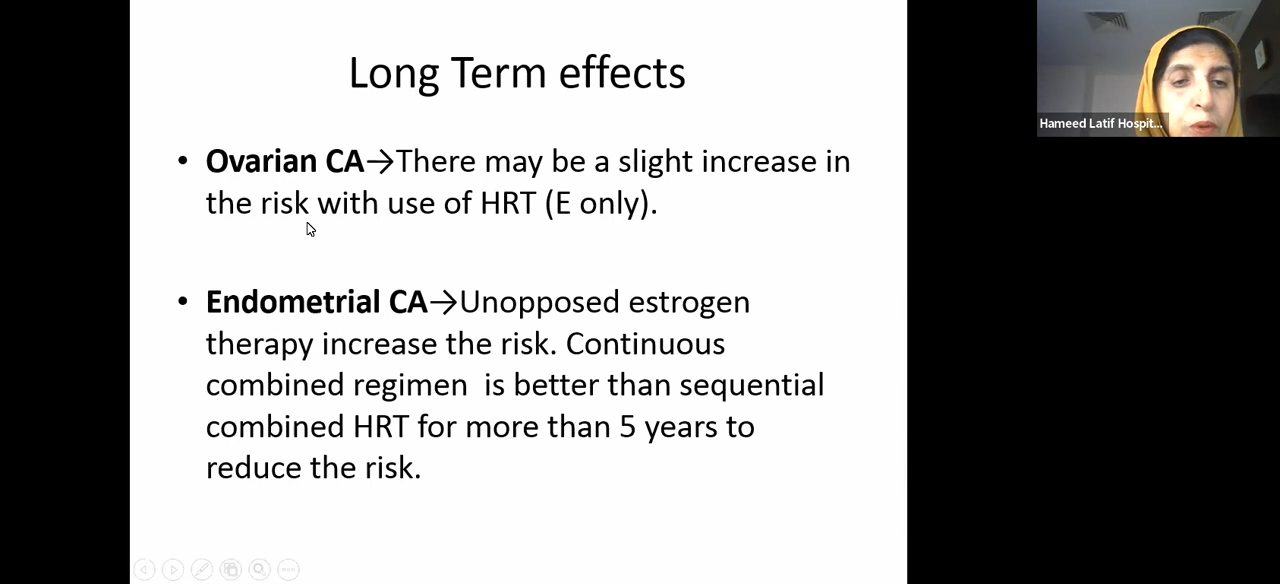 Long Term effects
• Ovarian CA→There may be a slight increase in
the risk with use of HRT (E only).
• Endometrial CA→Unopposed estrogen
therapy increase the risk. Continuous
combined regimen  is better than sequential
combined HRT for more than 5 years to
reduce the risk.
Hameed Latif Hospit...